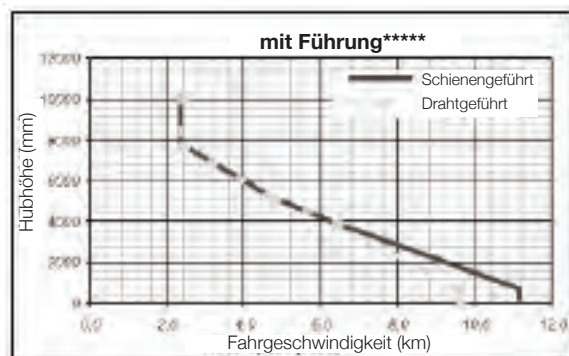 mit Führung*****
Schienengeführt
Drahtgeführt
Hubhöhe (mm)
12000
10000
8000
6000
4000
2000
0
0,0 2,0 4,0 6,0 8,0 10,0 12,0
Fahrgeschwindigkeit (km)